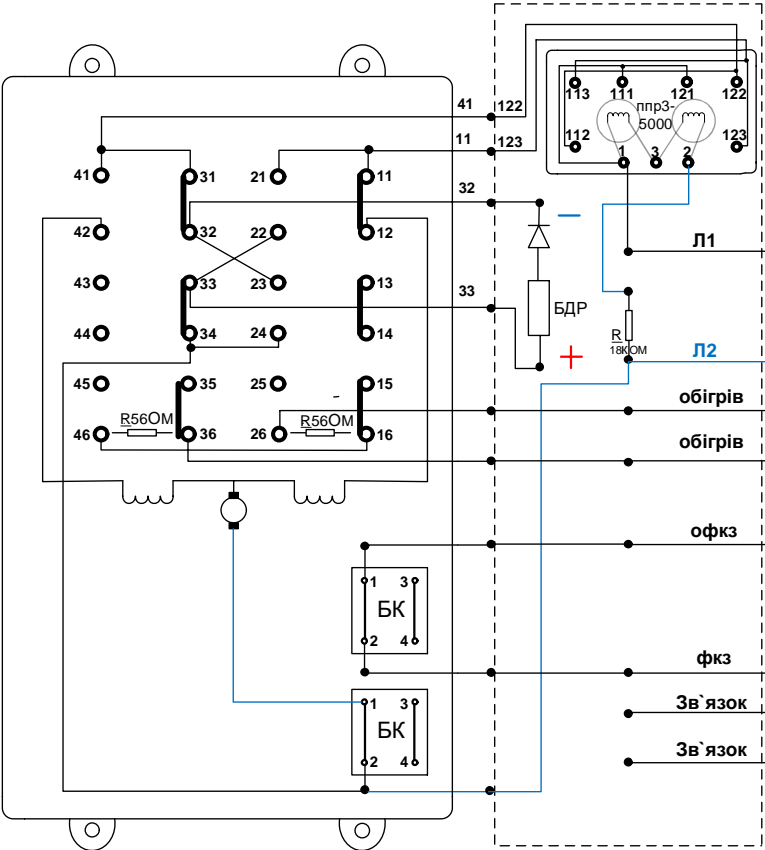 113 111 121 122
ппр3-
5000
112 123
1 3 2
41 122
11 123
41 31 21 11
32
42 32 22 12
Л1
43 33 23 13
33
БДР
44 34 24 14
R
18КОМ
Л2
45 35 25 15
обігрів
R56ОМ R56ОМ
46 36 26 16
обігрів
офкз
1 3
БК
2 4
фкз
1 3
Зв`язок
БК
Зв`язок
2 4